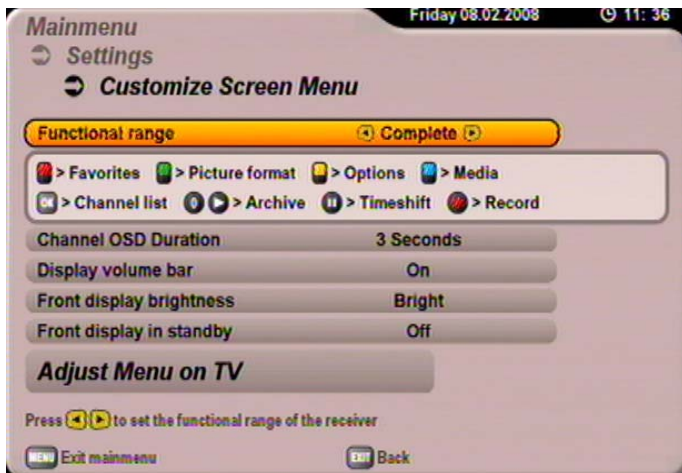 Friday 08.02.2008 11: 36
Mainmenu
Settings
Customize Screen Menu
Functional range Complete
> Favorites > Picture format > Options > Media
OK > Channel list > Archive > Timeshift > Record
Channel OSD Duration 3 Seconds
Display volume bar On
Front display brightness Bright
Front display in standby Off
Adjust Menu on TV
Press to set the functional range of the receiver
MENU Exit mainmenu EXIT Back